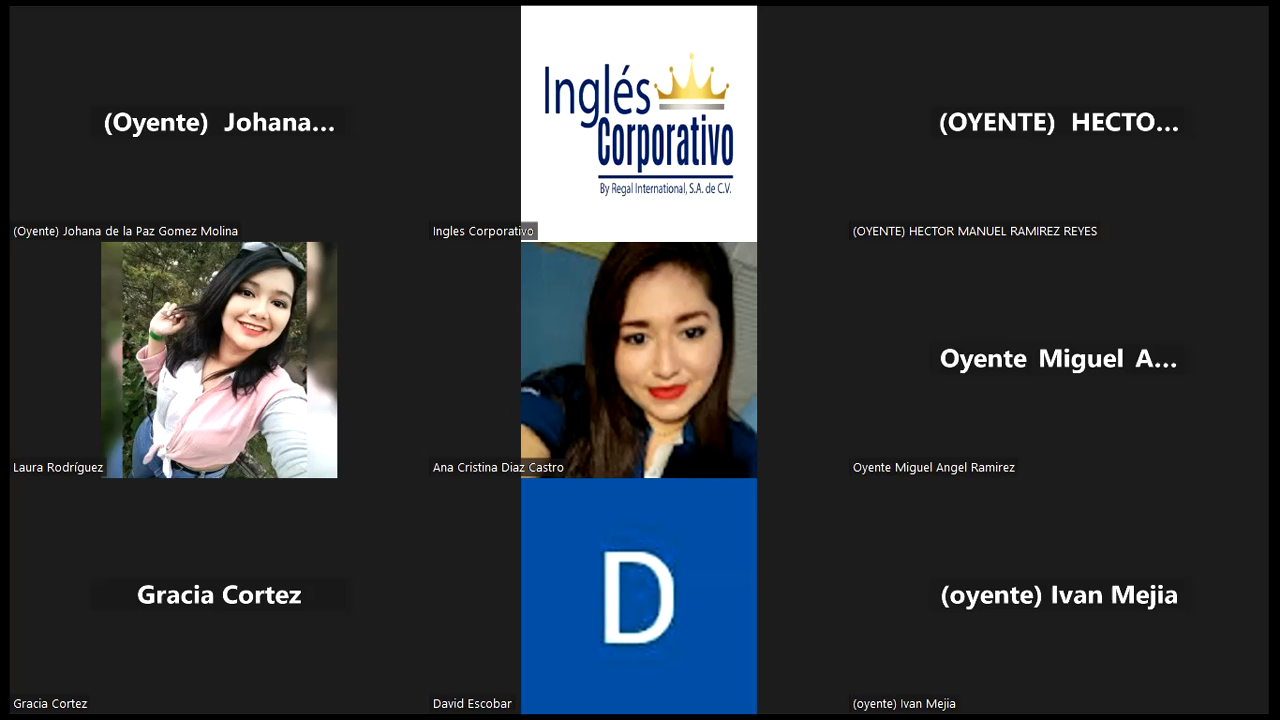 (Oyente) Johana...
Inglés
Corporativo
By Regal International, S.A. de C.V.
(OYENTE) HECTO...
(Oyente) Johana de la Paz Gomez Molina
Ingles Corporativo
(OYENTE) HECTOR MANUEL RAMIREZ REYES
Oyente Miguel A...
Laura Rodríguez
Ana Cristina Diaz Castro
Oyente Miguel Angel Ramirez
Gracia Cortez
D
(oyente) Ivan Mejia
Gracia Cortez
David Escobar
(oyente) Ivan Mejia